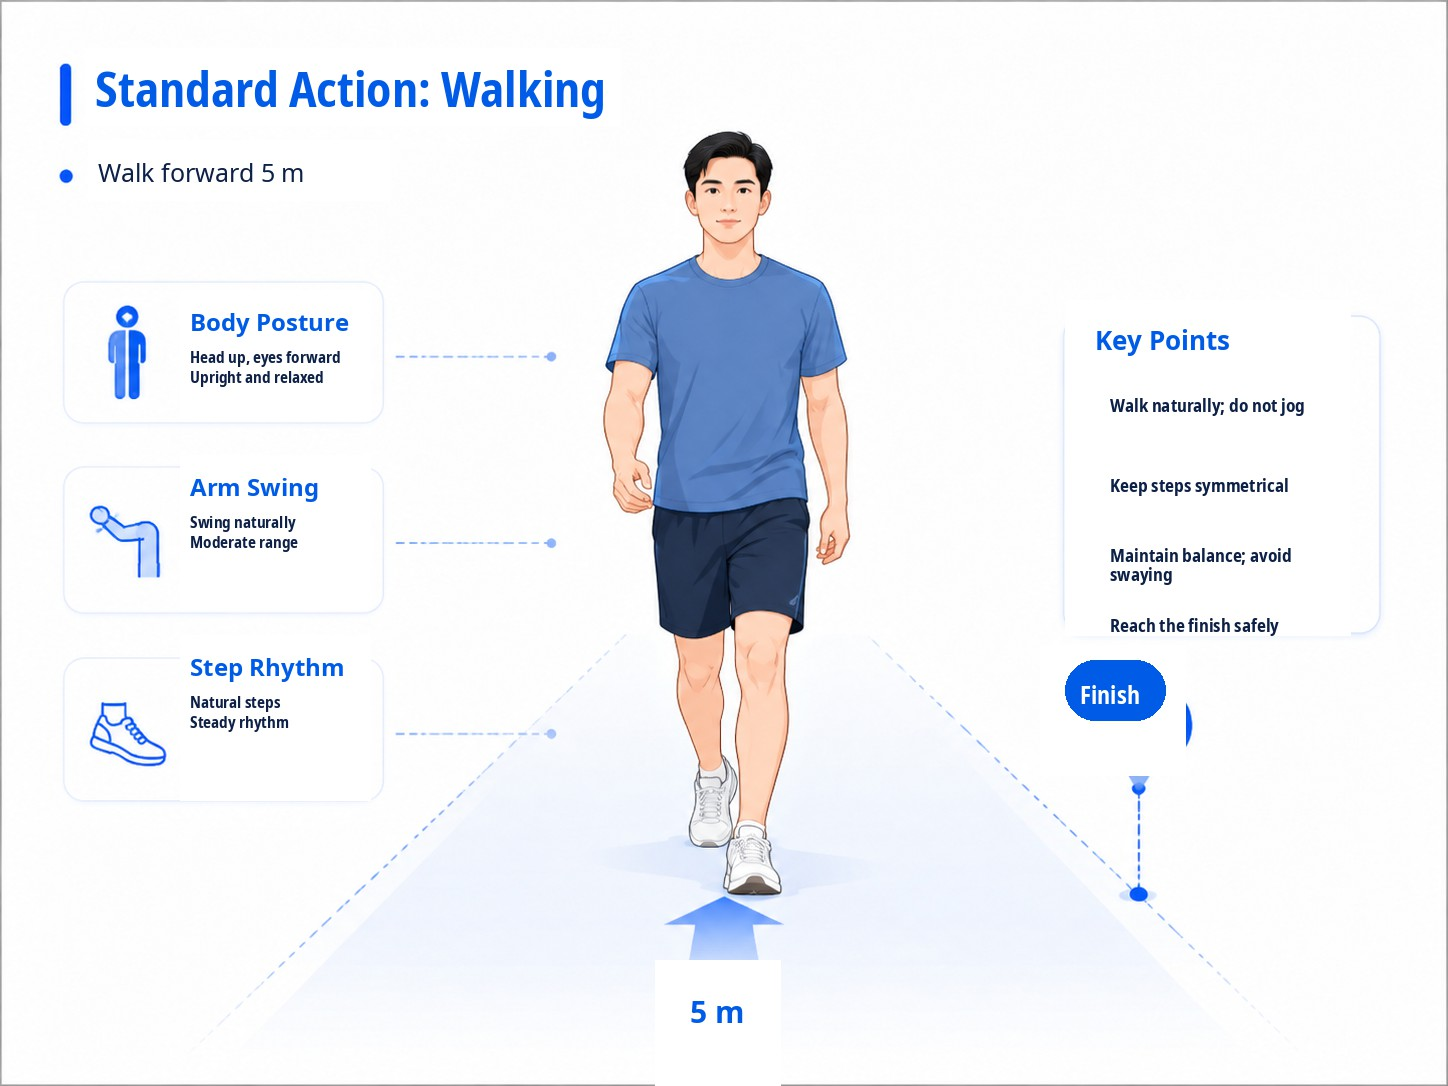 Standard Action: Walking
Walk forward 5 m
Body Posture
Head up, eyes forward
Upright and relaxed
Arm Swing
Swing naturally
Moderate range
Step Rhythm
Natural steps
Steady rhythm
Key Points
Walk naturally; do not jog
Keep steps symmetrical
Maintain balance; avoid
swaying
Reach the finish safely
Finish
5 m